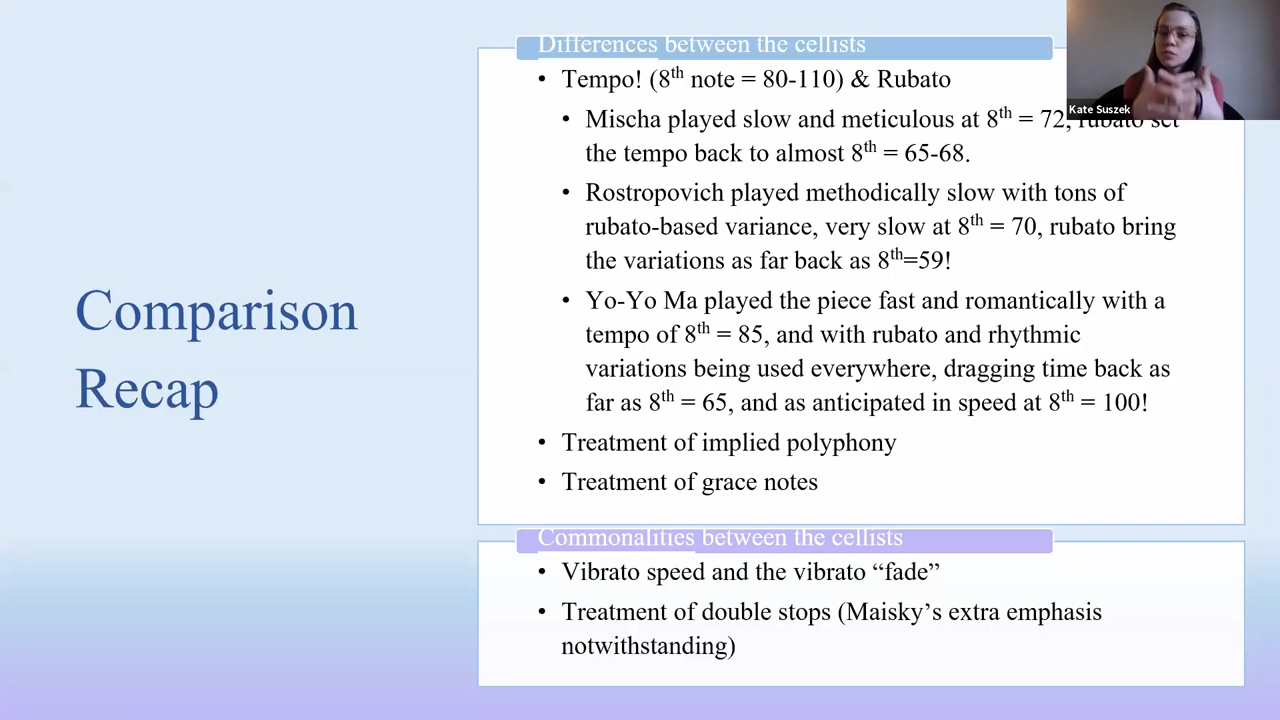 Comparison
Recap
Differences between the cellists
• Tempo! (8th note = 80-110) & Rubato
• Mischa played slow and meticulous at 8th = 72, rubato set
the tempo back to almost 8th = 65-68.
• Rostropovich played methodically slow with tons of
rubato-based variance, very slow at 8th = 70, rubato bring
the variations as far back as 8th=59!
• Yo-Yo Ma played the piece fast and romantically with a
tempo of 8th = 85, and with rubato and rhythmic
variations being used everywhere, dragging time back as
far as 8th = 65, and as anticipated in speed at 8th = 100!
• Treatment of implied polyphony
• Treatment of grace notes
Commonalities between the cellists
• Vibrato speed and the vibrato “fade”
• Treatment of double stops (Maisky’s extra emphasis
notwithstanding)
Kate Suszek